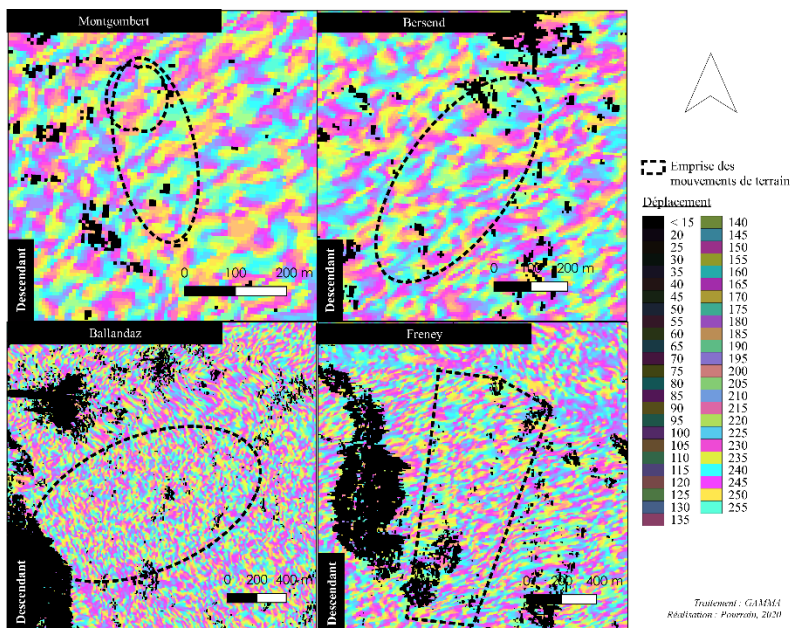 Montgombert
Bersend
Descendant
0 100 200 m
Descendant
0 100 200 m
Ballandaz
Freney
Descendant
0 200 400 m
Descendant
0 200 400 m
Emprise des
mouvements de terrain
Déplacement
< 15
20
25
30
35
40
45
50
55
60
65
70
75
80
85
90
95
100
105
110
115
120
125
130
135
140
145
150
155
160
165
170
175
180
185
190
195
200
205
210
215
220
225
230
235
240
245
250
255
Traitement : GAMMA
Réalisation : Pourrain, 2020